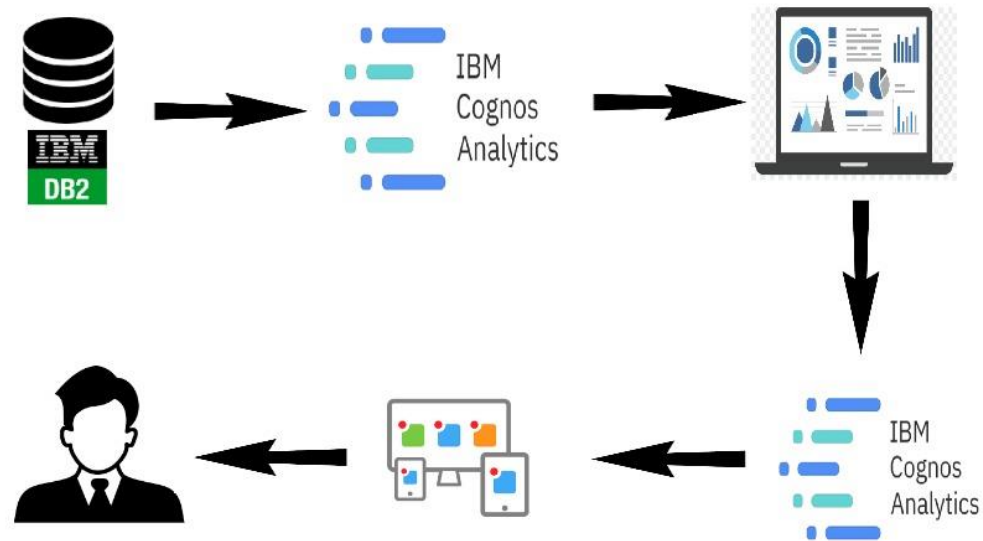 IBM
Cognos
Analytics
IBM
DB2
IBM
Cognos
Analytics